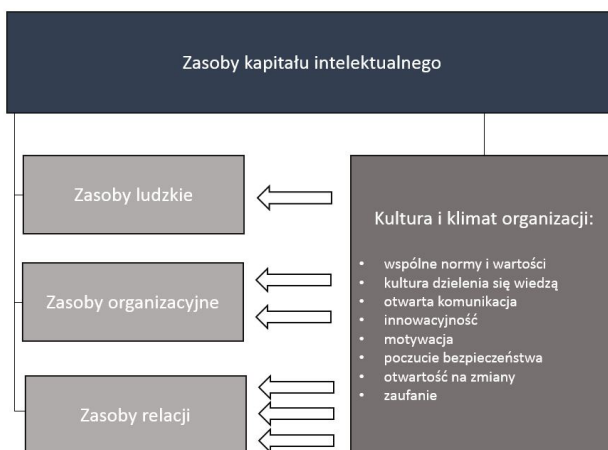 Zasoby kapitału intelektualnego
Zasoby ludzkie
Zasoby organizacyjne
Zasoby relacji
Kultura i klimat organizacji:
• wspólne normy i wartości
• kultura dzielenia się wiedzą
• otwarta komunikacja
• innowacyjność
• motywacja
• poczucie bezpieczeństwa
• otwartość na zmiany
• zaufanie